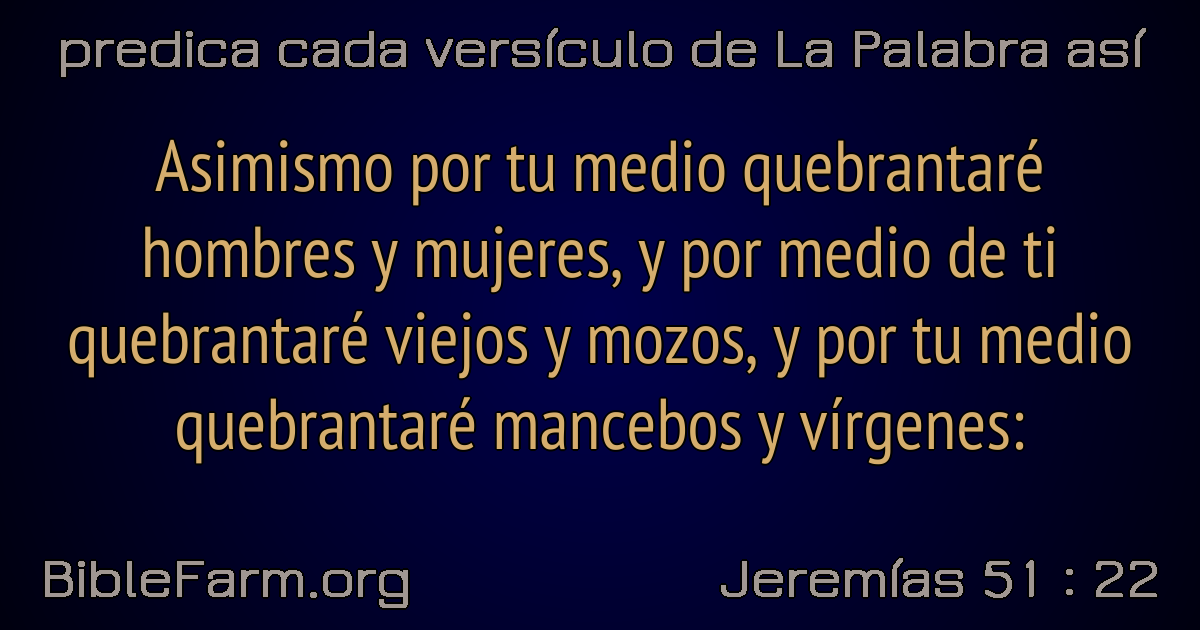 predica cada versículo de La Palabra así
Asimismo por tu medio quebrantaré
hombres y mujeres, y por medio de ti
quebrantaré viejos y mozos, y por tu medio
quebrantaré mancebos y vírgenes:
BibleFarm.org
Jeremías 51 : 22